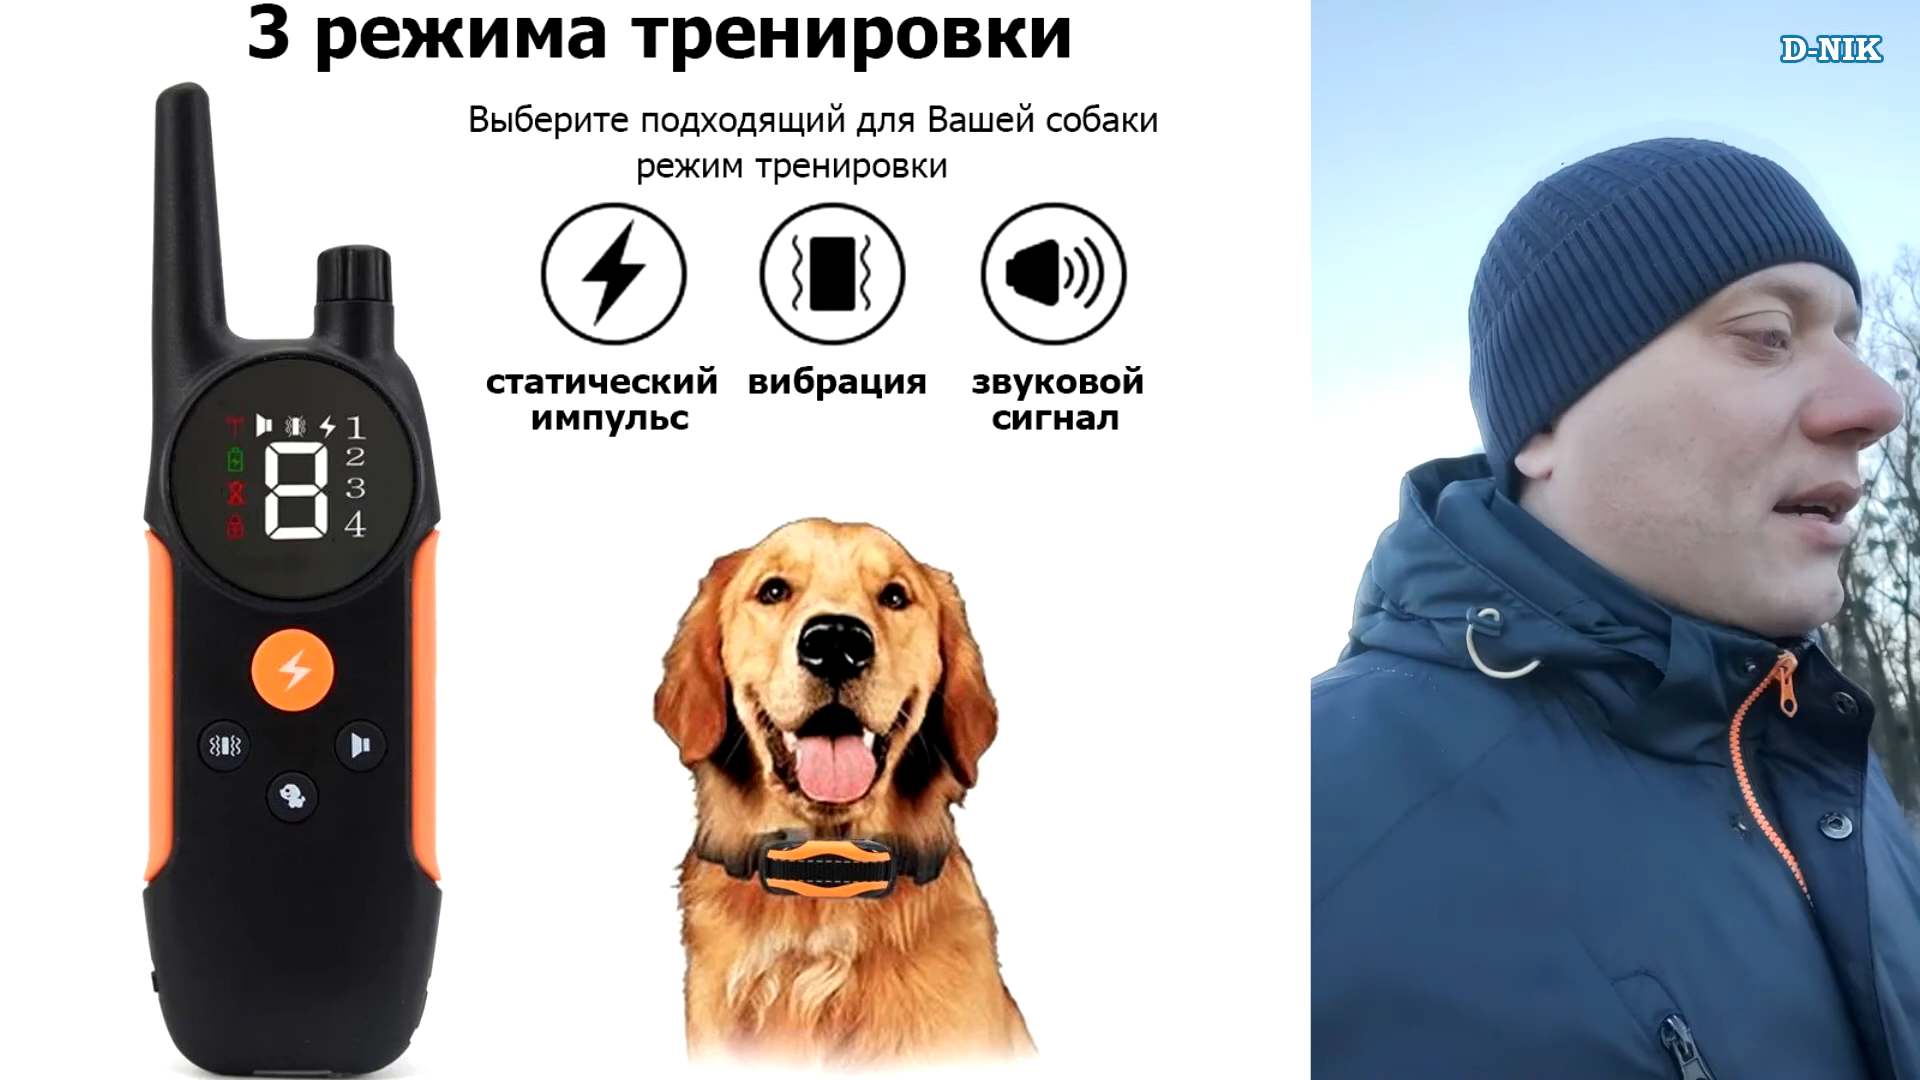 3 режима тренировки
D-NIK
Выберите подходящий для Вашей собаки
режим тренировки
статический
импульс
вибрация
звуковой
сигнал
1
2
3
4
8